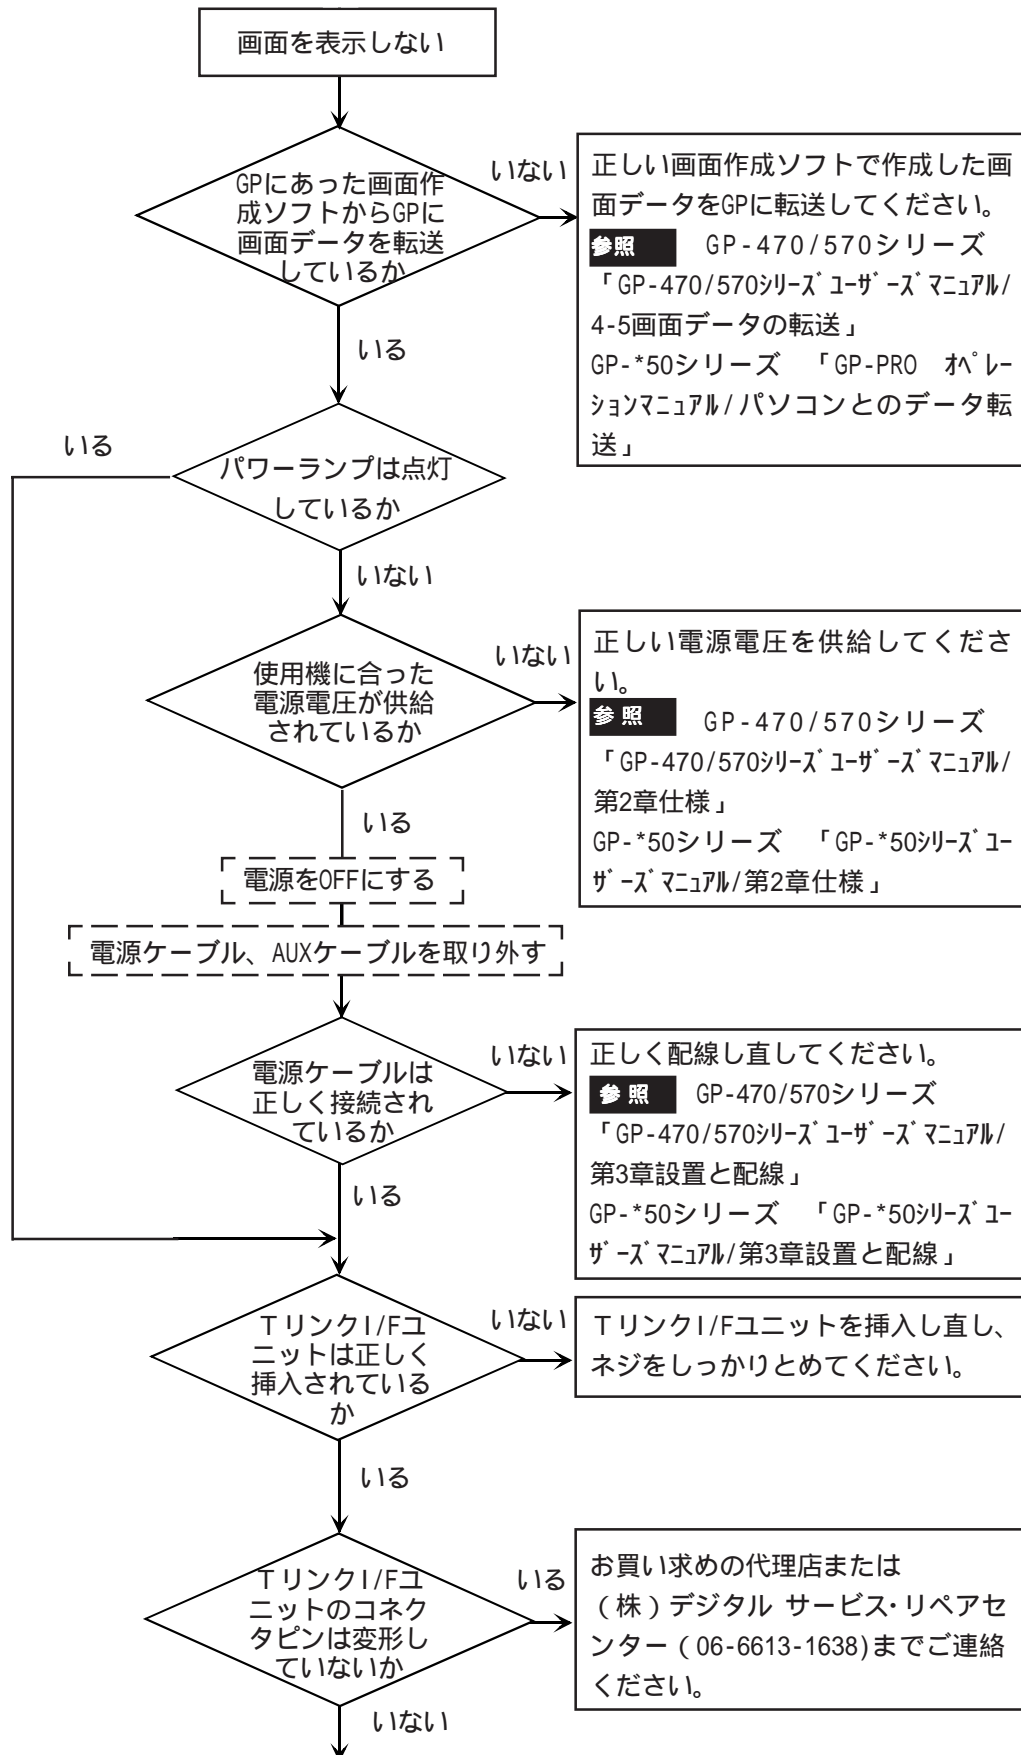 画面を表示しない
GPにあった画面作
成ソフトからGPに
画面データを転送
しているか
いない
正しい画面作成ソフトで作成した画
面データをGPに転送してください。
参照 GP-470/570シリーズ
「GP-470/570ｼﾘｰｽﾞﾕｰｻﾞｰｽﾞﾏﾆｭｱﾙ/
4-5画面データの転送」
GP-*50シリーズ 「GP-PRO ｵﾍﾟﾚｰ
ｼｮﾝﾏﾆｭｱﾙ/パソコンとのデータ転
送」
いる
いる
パワーランプは点灯
しているか
いない
使用機に合った
電源電圧が供給
されているか
いない
正しい電源電圧を供給してくださ
い。
参照 GP-470/570シリーズ
「GP-470/570ｼﾘｰｽﾞﾕｰｻﾞｰｽﾞﾏﾆｭｱﾙ/
第2章仕様」
GP-*50シリーズ 「GP-*50ｼﾘｰｽﾞﾕｰ
ｻﾞｰｽﾞﾏﾆｭｱﾙ/第2章仕様」
いる
電源をOFFにする
電源ケーブル、AUXケーブルを取り外す
電源ケーブルは
正しく接続され
ているか
いない
正しく配線し直してください。
参照 GP-470/570シリーズ
「GP-470/570ｼﾘｰｽﾞﾕｰｻﾞｰｽﾞﾏﾆｭｱﾙ/
第3章設置と配線」
GP-*50シリーズ 「GP-*50ｼﾘｰｽﾞﾕｰ
ｻﾞｰｽﾞﾏﾆｭｱﾙ/第3章設置と配線」
いる
TリンクI/Fユ
ニットは正しく
挿入されている
か
いない
TリンクI/Fユニットを挿入し直し、
ネジをしっかりとめてください。
いる
TリンクI/Fユ
ニットのコネク
タピンは変形し
ていないか
いる
お買い求めの代理店または
(株)デジタル サービス・リペアセ
ンター(06-6613-1638)までご連絡
ください。
いない